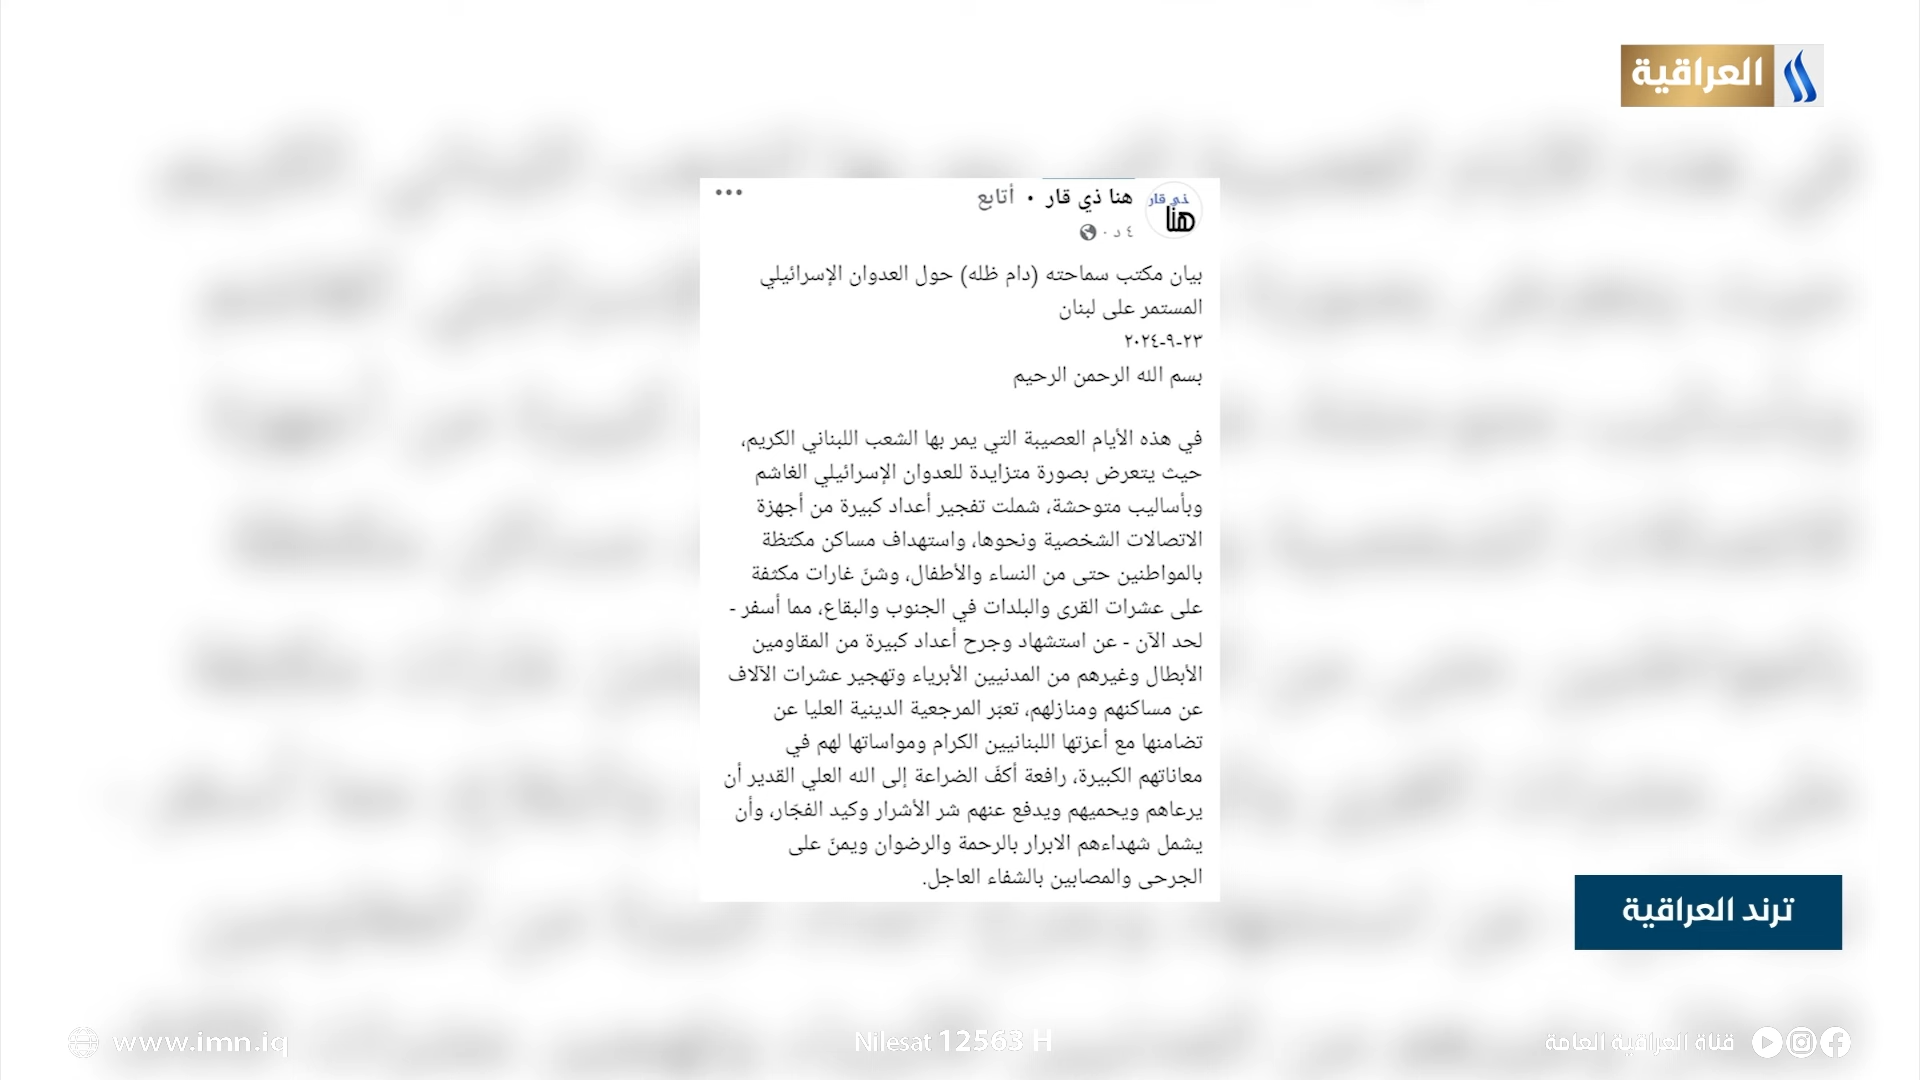 العراقية
هنا ذي قار • أتابع
ذي قار
هنا
٤ د ·
بيان مكتب سماحته (دام ظله) حول العدوان الإسرائيلي
المستمر على لبنان
٢٣-٩-٢٠٢٤
بسم الله الرحمن الرحيم
في هذه الأيام العصيبة التي يمر بها الشعب اللبناني الكريم،
حيث يتعرض بصورة متزايدة للعدوان الإسرائيلي الغاشم
وبأساليب متوحشة، شملت تفجير أعداد كبيرة من أجهزة
الاتصالات الشخصية ونحوها، واستهداف مساكن مكتظة
بالمواطنين حتى من النساء والأطفال، وشنّ غارات مكثفة
على عشرات القرى والبلدات في الجنوب والبقاع، مما أسفر -
لحد الآن - عن استشهاد وجرح أعداد كبيرة من المقاومين
الأبطال وغيرهم من المدنيين الأبرياء وتهجير عشرات الآلاف
عن مساكنهم ومنازلهم، تعبّر المرجعية الدينية العليا عن
تضامنها مع أعزتها اللبنانيين الكرام ومواساتها لهم في
معاناتهم الكبيرة، رافعة أكفّ الضراعة إلى الله العلي القدير أن
يرعاهم ويحميهم ويدفع عنهم شر الأشرار وكيد الفجّار، وأن
يشمل شهداءهم الابرار بالرحمة والرضوان ويمنّ على
الجرحى والمصابين بالشفاء العاجل.
ترند العراقية
www.imn.iq
Nilesat 12563 H
قناة العراقية العامة